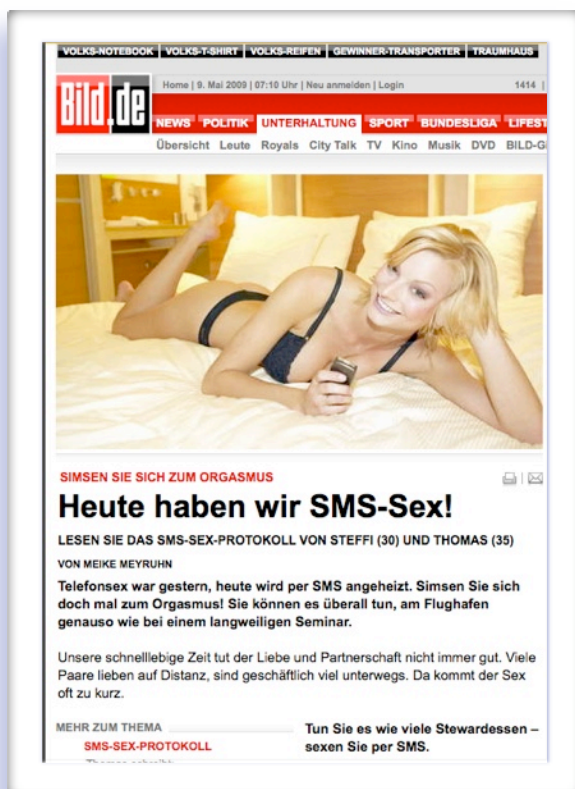 VOLKS-NOTEBOOK VOLKS-T-SHIRT VOLKS-REIFEN GEWINNER-TRANSPORTER TRAUMHAUS
Bild.de
Home | 9. Mai 2009 | 07:10 Uhr | Neu anmelden | Login 1414 |
NEWS POLITIK UNTERHALTUNG SPORT BUNDESLIGA LIFEST
Übersicht Leute Royals City Talk TV Kino Musik DVD BILD-G
SIMSEN SIE SICH ZUM ORGASMUS
Heute haben wir SMS-Sex!
LESEN SIE DAS SMS-SEX-PROTOKOLL VON STEFFI (30) UND THOMAS (35)
VON MEIKE MEYRUHN
Telefonsex war gestern, heute wird per SMS angeheizt. Simsen Sie sich
doch mal zum Orgasmus! Sie können es überall tun, am Flughafen
genauso wie bei einem langweiligen Seminar.
Unsere schnelllebige Zeit tut der Liebe und Partnerschaft nicht immer gut. Viele
Paare lieben auf Distanz, sind geschäftlich viel unterwegs. Da kommt der Sex
oft zu kurz.
MEHR ZUM THEMA
SMS-SEX-PROTOKOLL
Thomas schreibt:
Tun Sie es wie viele Stewardessen –
sexen Sie per SMS.